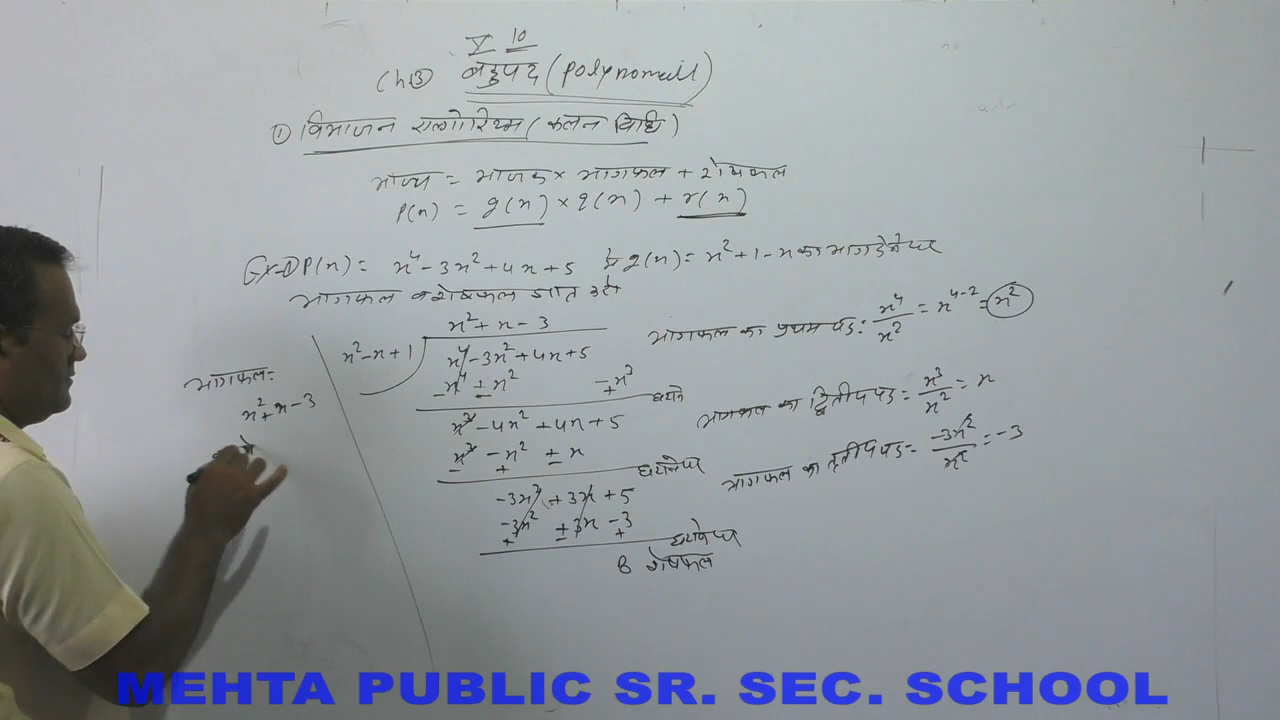 X 10
Ch③ बहुपद (Polynomial)
① विभाजन एल्गोरिथ्म (कलन विधि)
भाज्य = भाजक × भागफल + शेषफल
P(x) = g(x) × q(x) + r(x)
Ex-① P(x) = x⁴ - 3x² + 4x + 5 में g(x) = x² + 1 - x का भाग देने पर
भागफल व शेषफल ज्ञात करो
x² + x - 3
x² - x + 1 x⁴ - 3x² + 4x + 5
x⁴ + x² - x³
- - + घटाने
x³ - 4x² + 4x + 5
x³ - x² + x
- + - घटाने पर
-3x² + 3x + 5
-3x² + 3x - 3
+ - + घटाने पर
8 शेषफल
भागफल का प्रथम पद = x⁴/x² = x⁴⁻² = x²
भागफल का द्वितीय पद = x³/x² = x
भागफल का तृतीय पद = -3x²/x² = -3
भागफल =
x² + x - 3
MEHTA PUBLIC SR. SEC. SCHOOL